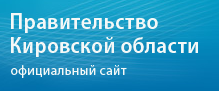 Правительство
Кировской области
официальный сайт